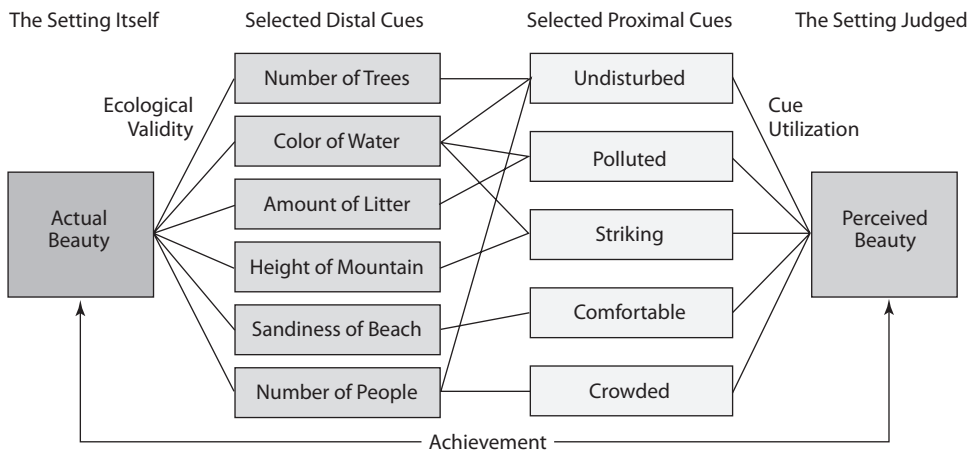 The Setting Itself
Selected Distal Cues
Selected Proximal Cues
The Setting Judged
Ecological
Validity
Number of Trees
Color of Water
Amount of Litter
Height of Mountain
Sandiness of Beach
Number of People
Undisturbed
Polluted
Striking
Comfortable
Crowded
Cue
Utilization
Actual
Beauty
Perceived
Beauty
Achievement